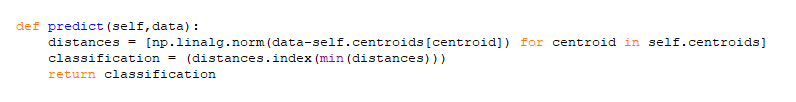 def predict(self,data):
    distances = [np.linalg.norm(data-self.centroids[centroid]) for centroid in self.centroids]
    classification = (distances.index(min(distances)))
    return classification